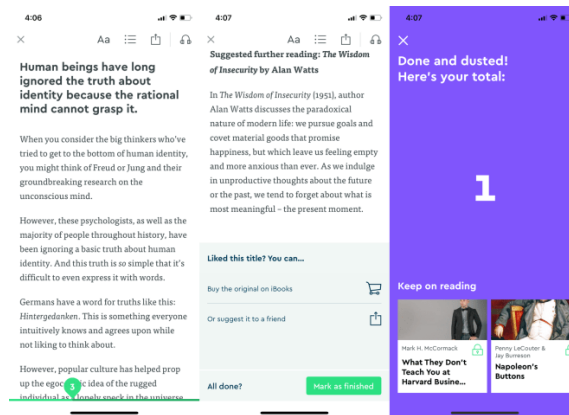 4:06
Aa
Human beings have long
ignored the truth about
identity because the rational
mind cannot grasp it.
When you consider the big thinkers who've
tried to get to the bottom of human identity,
you might think of Freud or Jung and their
groundbreaking research on the
unconscious mind.
However, these psychologists, as well as the
majority of people throughout history, have
been ignoring a basic truth about human
identity. And this truth is so simple that it's
difficult to even express it with words.
Germans have a word for truths like this:
Hintergedanken. This is something everyone
intuitively knows and agrees upon while
not liking to think about.
However, popular culture has helped prop
up the egoc ic idea of the rugged
individual as a lonely speck in the universe
3
4:07
Aa
Suggested further reading: The Wisdom
of Insecurity by Alan Watts
In The Wisdom of Insecurity (1951), author
Alan Watts discusses the paradoxical
nature of modern life: we pursue goals and
covet material goods that promise
happiness, but which leave us feeling empty
and more anxious than ever. As we indulge
in unproductive thoughts about the future
or the past, we tend to forget about what is
most meaningful – the present moment.
Liked this title? You can...
Buy the original on iBooks
Or suggest it to a friend
All done?
Mark as finished
4:07
Done and dusted!
Here's your total:
1
Keep on reading
Mark H. McCormack
What They Don't
Teach You at
Harvard Busine...
Penny LeCouter &
Jay Burreson
Napoleon's
Buttons